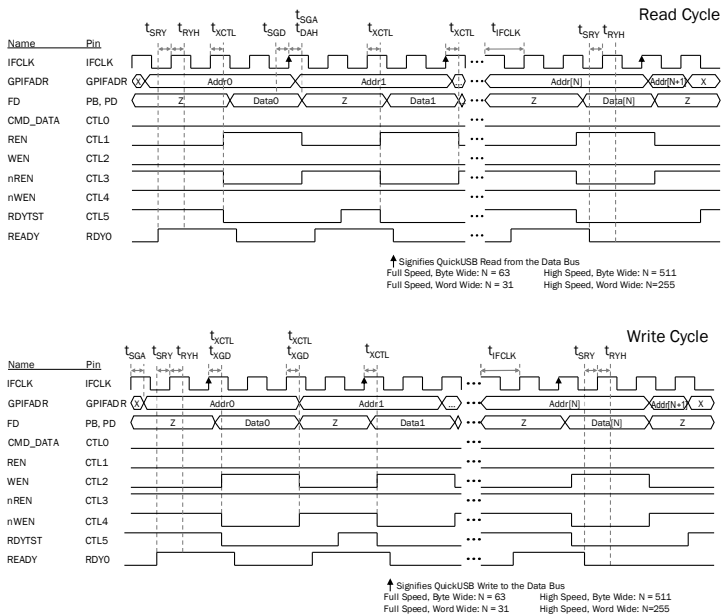 Read Cycle
tSRY tRYH tXCTL tSGD tSGA tDAH tXCTL tXCTL tIFCLK tSRY tRYH
Name Pin
IFCLK IFCLK
GPIFADR GPIFADR X Addr0 Addr1 ... Addr[N] Addr[N+1] X
FD PB, PD Z Data0 Z Data1 Z Data[N] Z
CMD_DATA CTL0
REN CTL1
WEN CTL2
nREN CTL3
nWEN CTL4
RDYTST CTL5
READY RDY0
Signifies QuickUSB Read from the Data Bus
Full Speed, Byte Wide: N = 63 High Speed, Byte Wide: N = 511
Full Speed, Word Wide: N = 31 High Speed, Word Wide: N=255
Write Cycle
tSGA tSRY tRYH tXCTL tXGD tXCTL tXGD tXCTL tIFCLK tSRY tRYH
Name Pin
IFCLK IFCLK
GPIFADR GPIFADR X Addr0 Addr1 ... Addr[N] Addr[N+1] X
FD PB, PD Z Data0 Z Data1 Z Data[N] Z
CMD_DATA CTL0
REN CTL1
WEN CTL2
nREN CTL3
nWEN CTL4
RDYTST CTL5
READY RDY0
Signifies QuickUSB Write to the Data Bus
Full Speed, Byte Wide: N = 63 High Speed, Byte Wide: N = 511
Full Speed, Word Wide: N = 31 High Speed, Word Wide: N=255